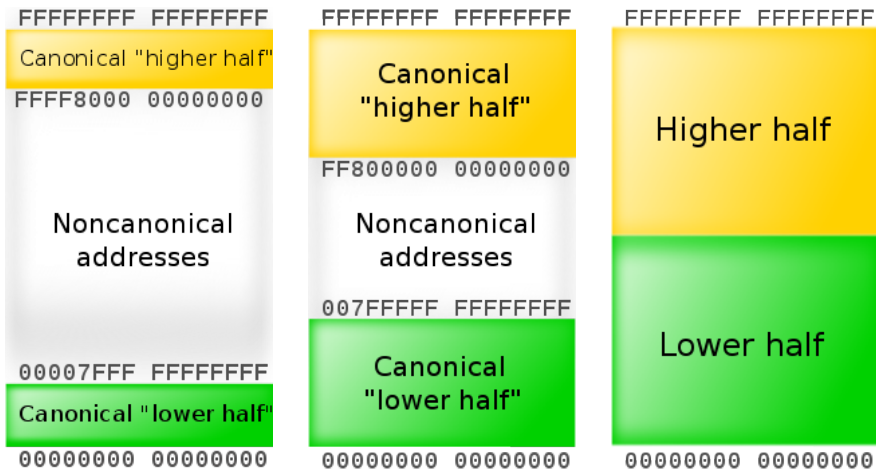 FFFFFFFF FFFFFFFF
Canonical "higher half"
FFFF8000 00000000
Noncanonical
addresses
00007FFF FFFFFFFF
Canonical "lower half"
00000000 00000000
FFFFFFFF FFFFFFFF
Canonical
"higher half"
FF800000 00000000
Noncanonical
addresses
007FFFFF FFFFFFFF
Canonical
"lower half"
00000000 00000000
FFFFFFFF FFFFFFFF
Higher half
Lower half
00000000 00000000